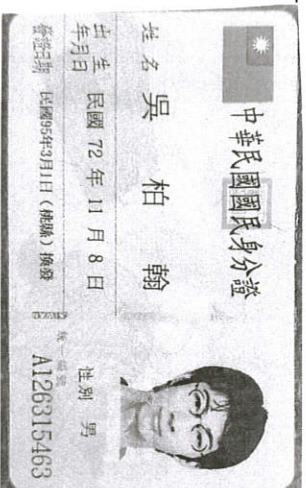 中華民國國民身分證
姓名 吳柏翰
出生年月日 民國 72 年 11 月 8 日
性別 男
發證日期 民國95年3月1日(桃縣)換發
統一編號
A126315463